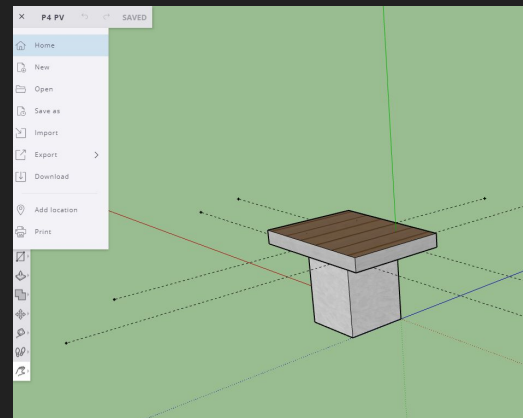 P4 PV SAVED
Home
New
Open
Save as
Import
Export
Download
Add location
Print